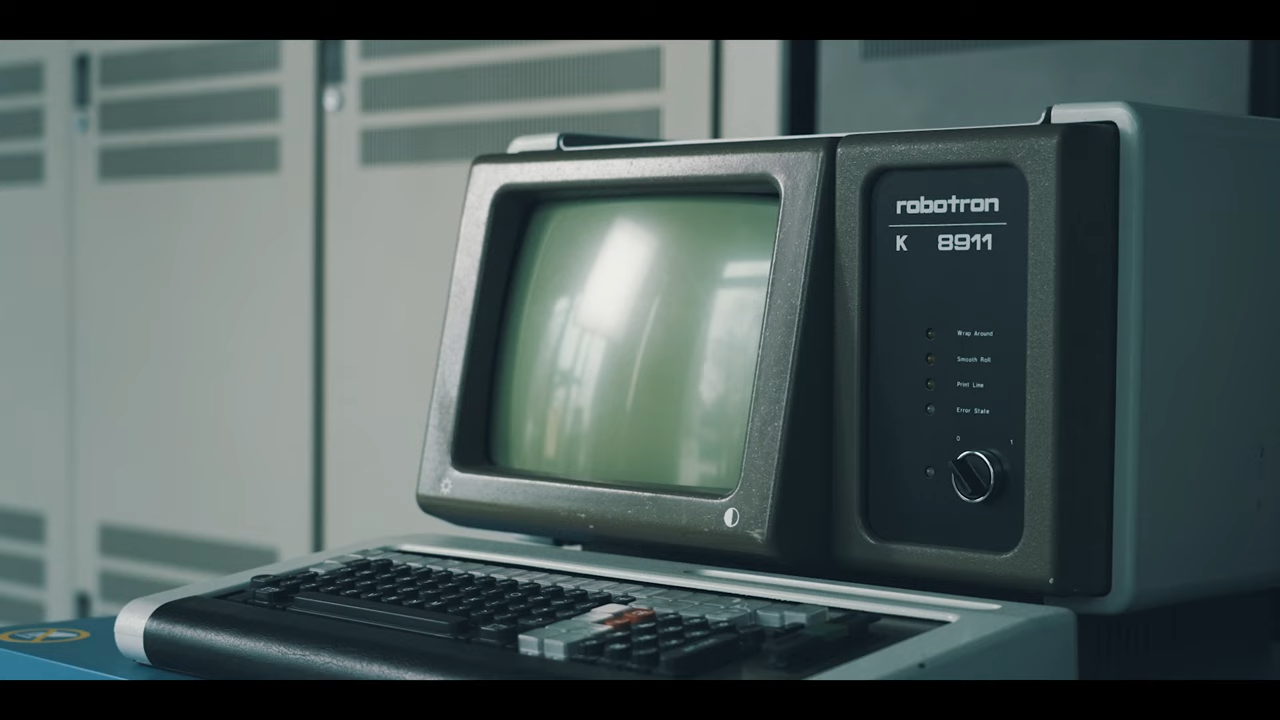 robotron
K 8911
Wrap Around
Smooth Roll
Print Line
Error State
0 1